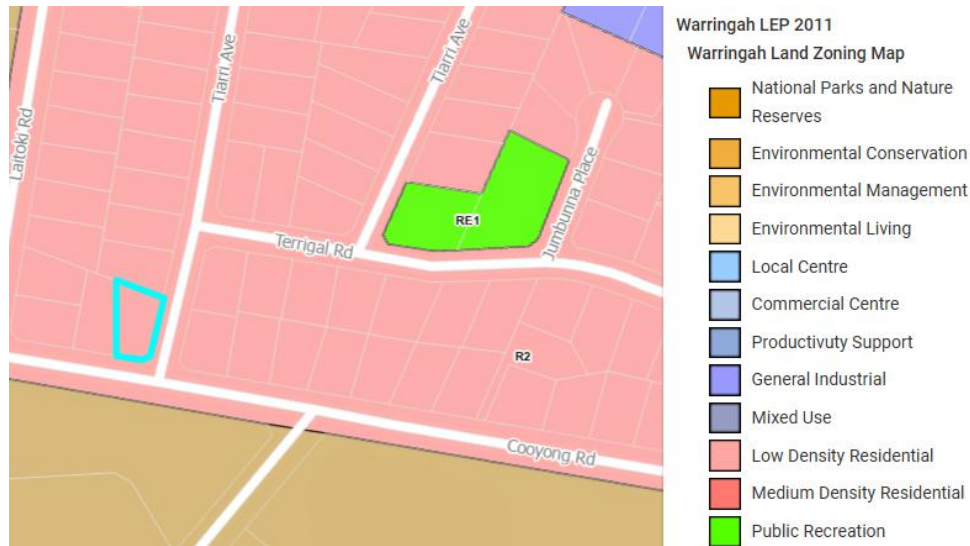 Warringah LEP 2011
Warringah Land Zoning Map
National Parks and Nature
Reserves
Environmental Conservation
Environmental Management
Environmental Living
Local Centre
Commercial Centre
Productivuty Support
General Industrial
Mixed Use
Low Density Residential
Medium Density Residential
Public Recreation
Laitoki Rd
Tiarri Ave
Tiarri Ave
Jumbunna Place
RE1
Terrigal Rd
R2
Cooyong Rd